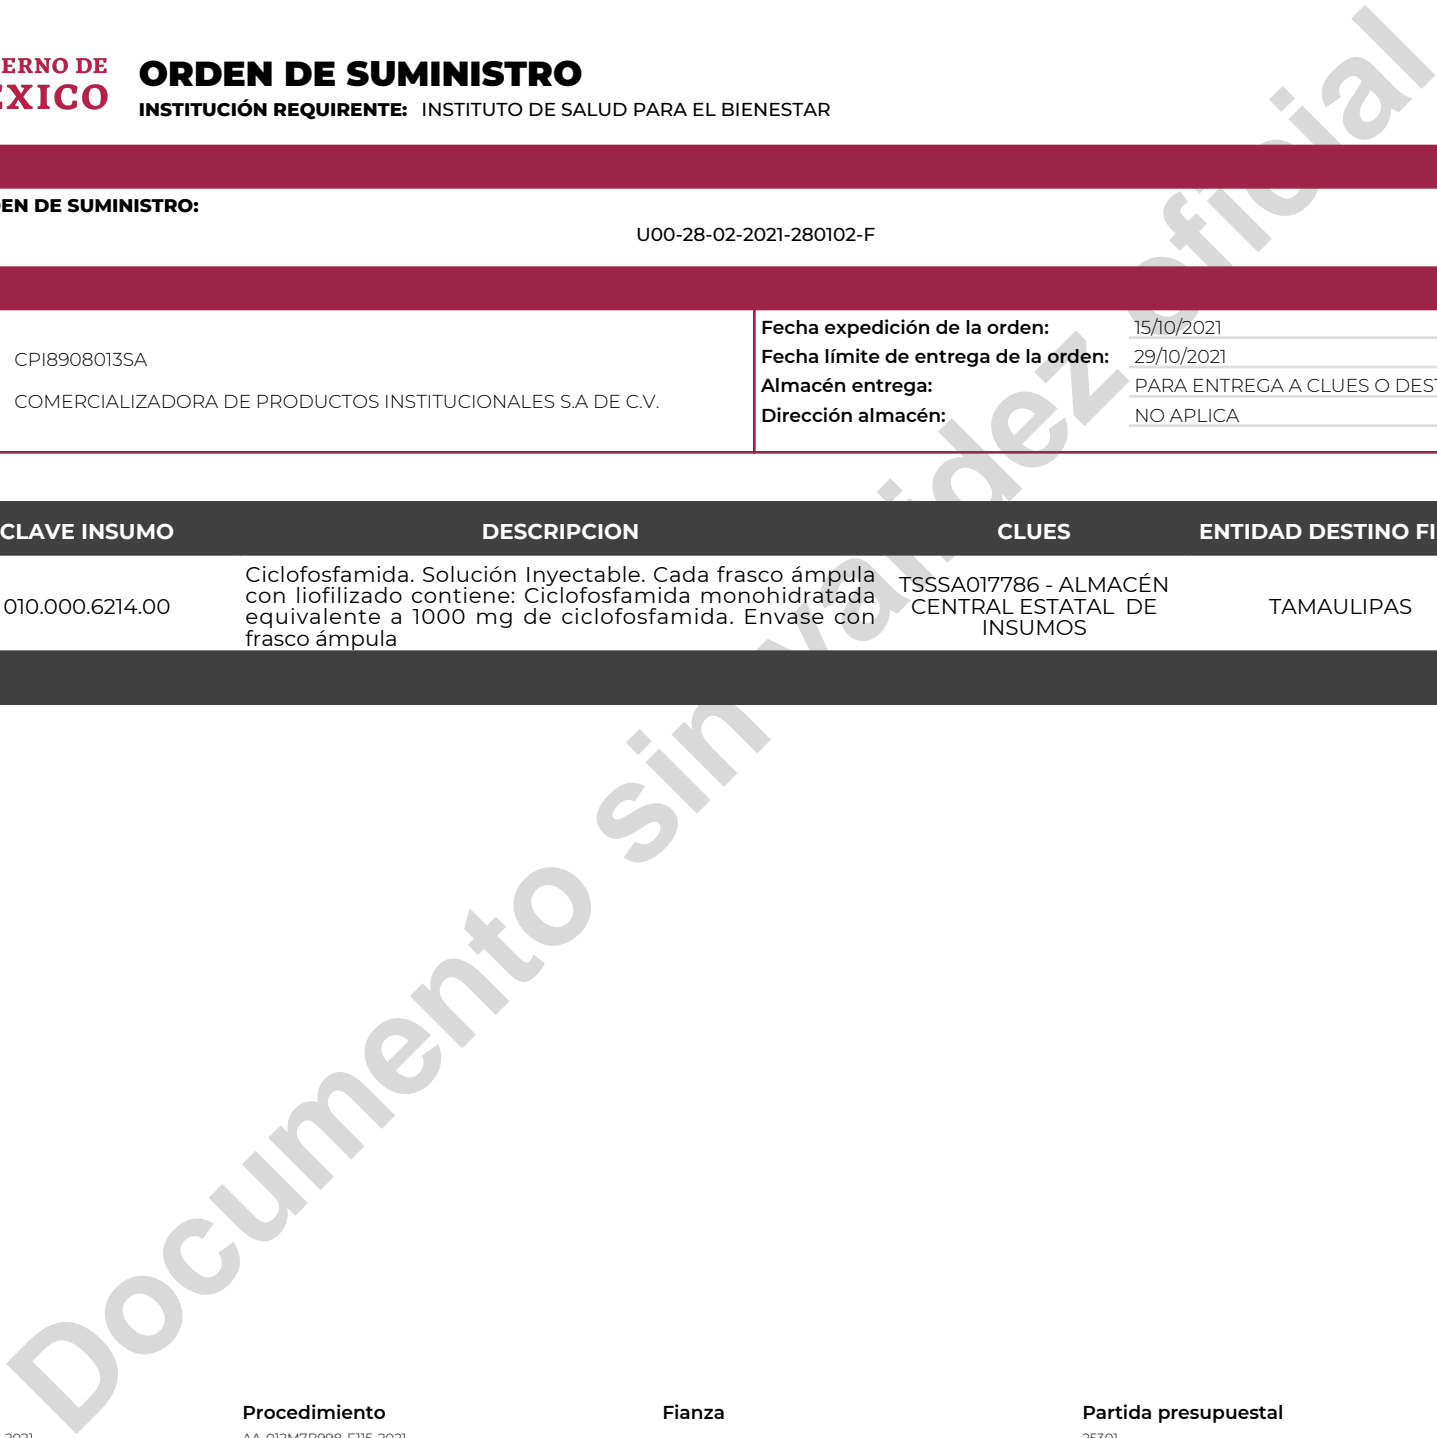 ERNO DE
ORDEN DE SUMINISTRO
EXICO
INSTITUCIÓN REQUIRENTE: INSTITUTO DE SALUD PARA EL BIENESTAR
EN DE SUMINISTRO:
U00-28-02-2021-280102-F
CPI8908013SA
COMERCIALIZADORA DE PRODUCTOS INSTITUCIONALES S.A DE C.V.
Fecha expedición de la orden: 15/10/2021
Fecha límite de entrega de la orden: 29/10/2021
Almacén entrega: PARA ENTREGA A CLUES O DEST
Dirección almacén: NO APLICA
CLAVE INSUMO DESCRIPCION CLUES ENTIDAD DESTINO FI
010.000.6214.00
Ciclofosfamida. Solución Inyectable. Cada frasco ámpula
con liofilizado contiene: Ciclofosfamida monohidratada
equivalente a 1000 mg de ciclofosfamida. Envase con
frasco ámpula
TSSSA017786 - ALMACÉN
CENTRAL ESTATAL DE
INSUMOS
TAMAULIPAS
Documento sin validez oficial
Procedimiento Fianza Partida presupuestal